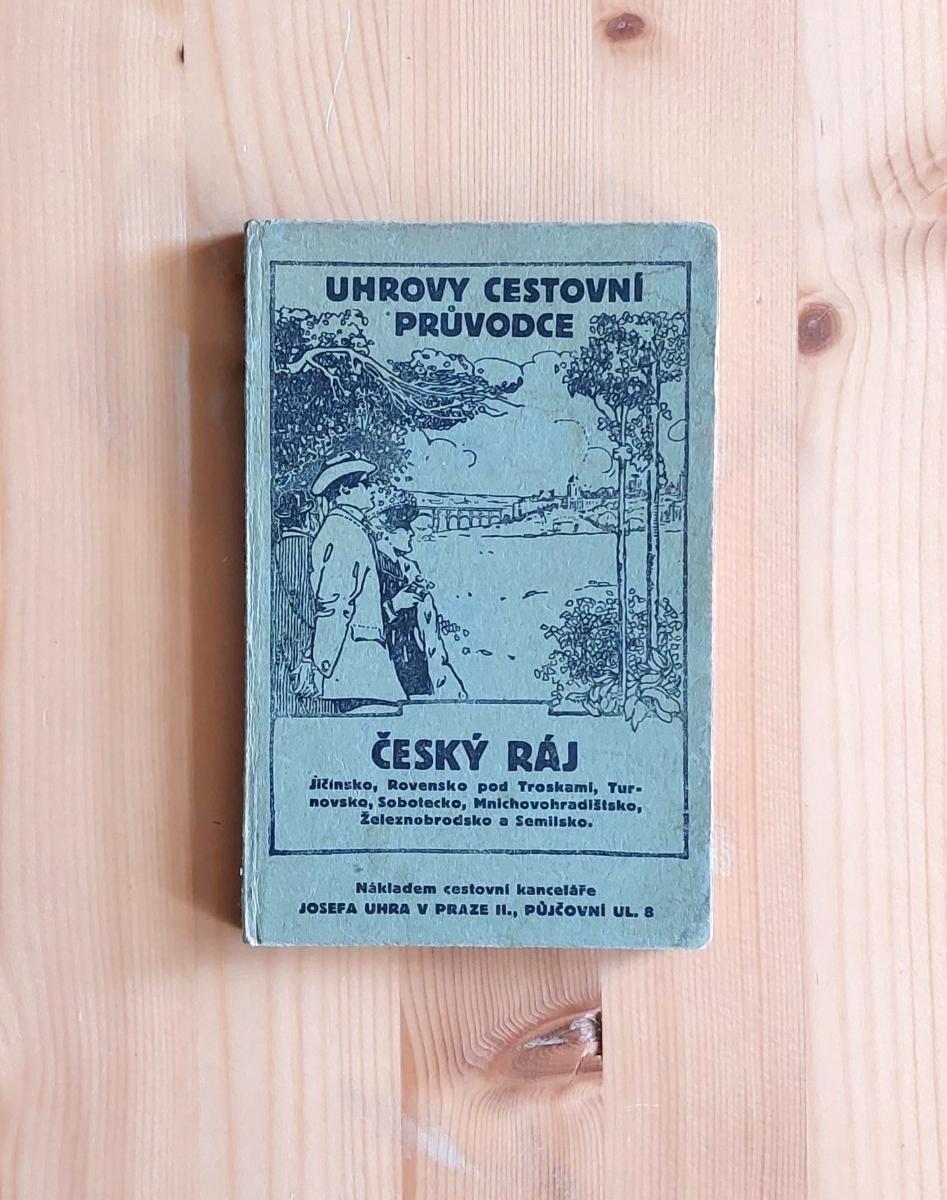 UHROVY CESTOVNÍ
PRŮVODCE
ČESKÝ RÁJ
Jičínsko, Rovensko pod Troskami, Tur-
novsko, Sobotecko, Mnichovohradištsko,
Železnobrodsko a Semilsko.
Nákladem cestovní kanceláře
JOSEFA UHRA V PRAZE II., PŮJČOVNÍ UL. 8